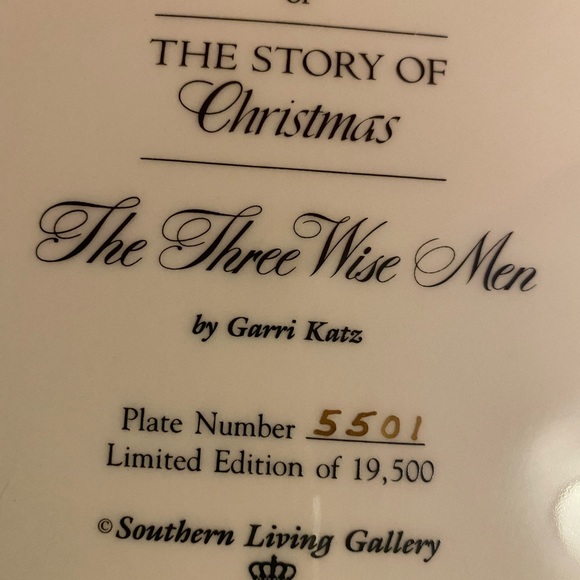 OF
THE STORY OF
Christmas
The Three Wise Men
by Garri Katz
Plate Number 5501
Limited Edition of 19,500
©Southern Living Gallery